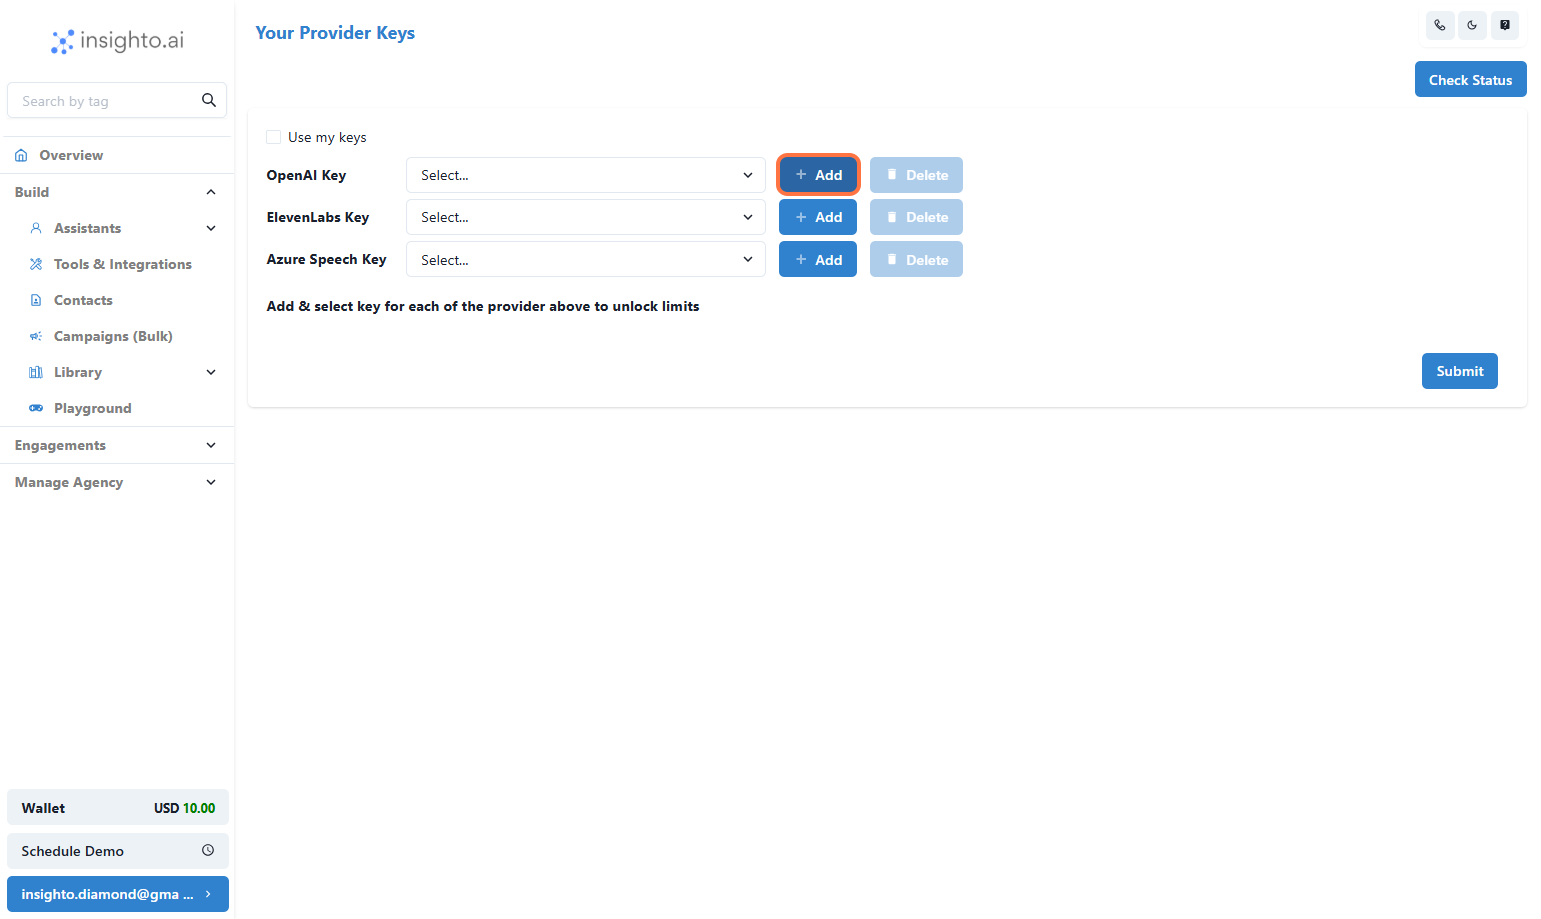 insighto.ai
Search by tag
Overview
Build
Assistants
Tools & Integrations
Contacts
Campaigns (Bulk)
Library
Playground
Engagements
Manage Agency
Wallet USD 10.00
Schedule Demo
insighto.diamond@gma ...
Your Provider Keys
Check Status
Use my keys
OpenAI Key Select... + Add Delete
ElevenLabs Key Select... + Add Delete
Azure Speech Key Select... + Add Delete
Add & select key for each of the provider above to unlock limits
Submit